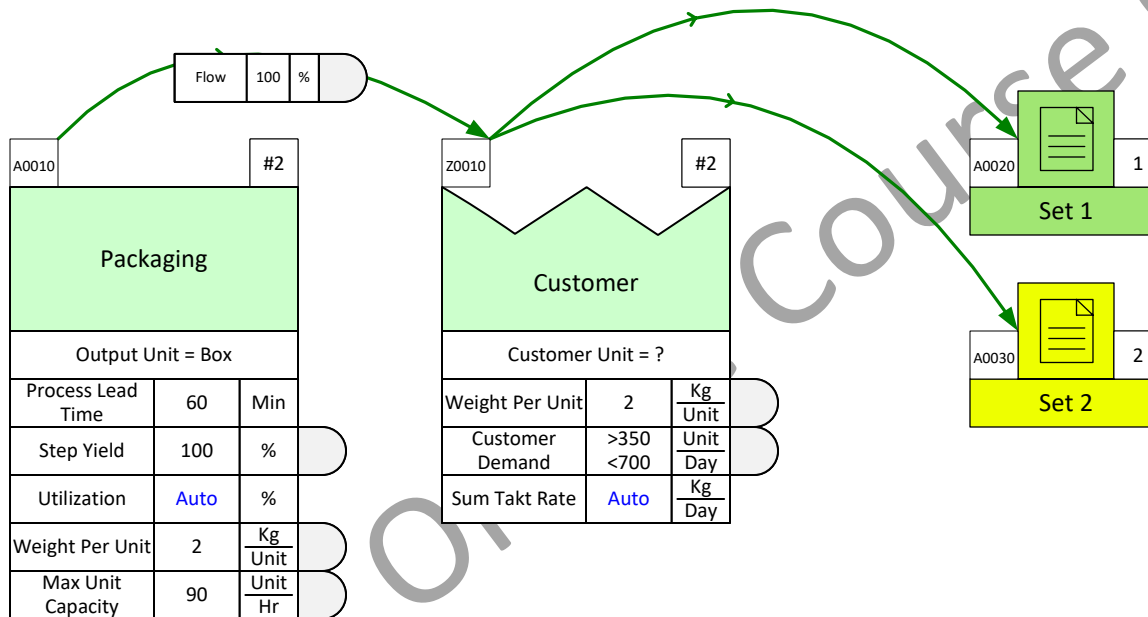 Flow 100 %
A0010 #2
Packaging
Output Unit = Box
Process Lead Time 60 Min
Step Yield 100 %
Utilization Auto %
Weight Per Unit 2 Kg Unit
Max Unit Capacity 90 Unit Hr
Z0010 #2
Customer
Customer Unit = ?
Weight Per Unit 2 Kg Unit
Customer Demand >350 <700 Unit Day
Sum Takt Rate Auto Kg Day
A0020 1
Set 1
A0030 2
Set 2
Course